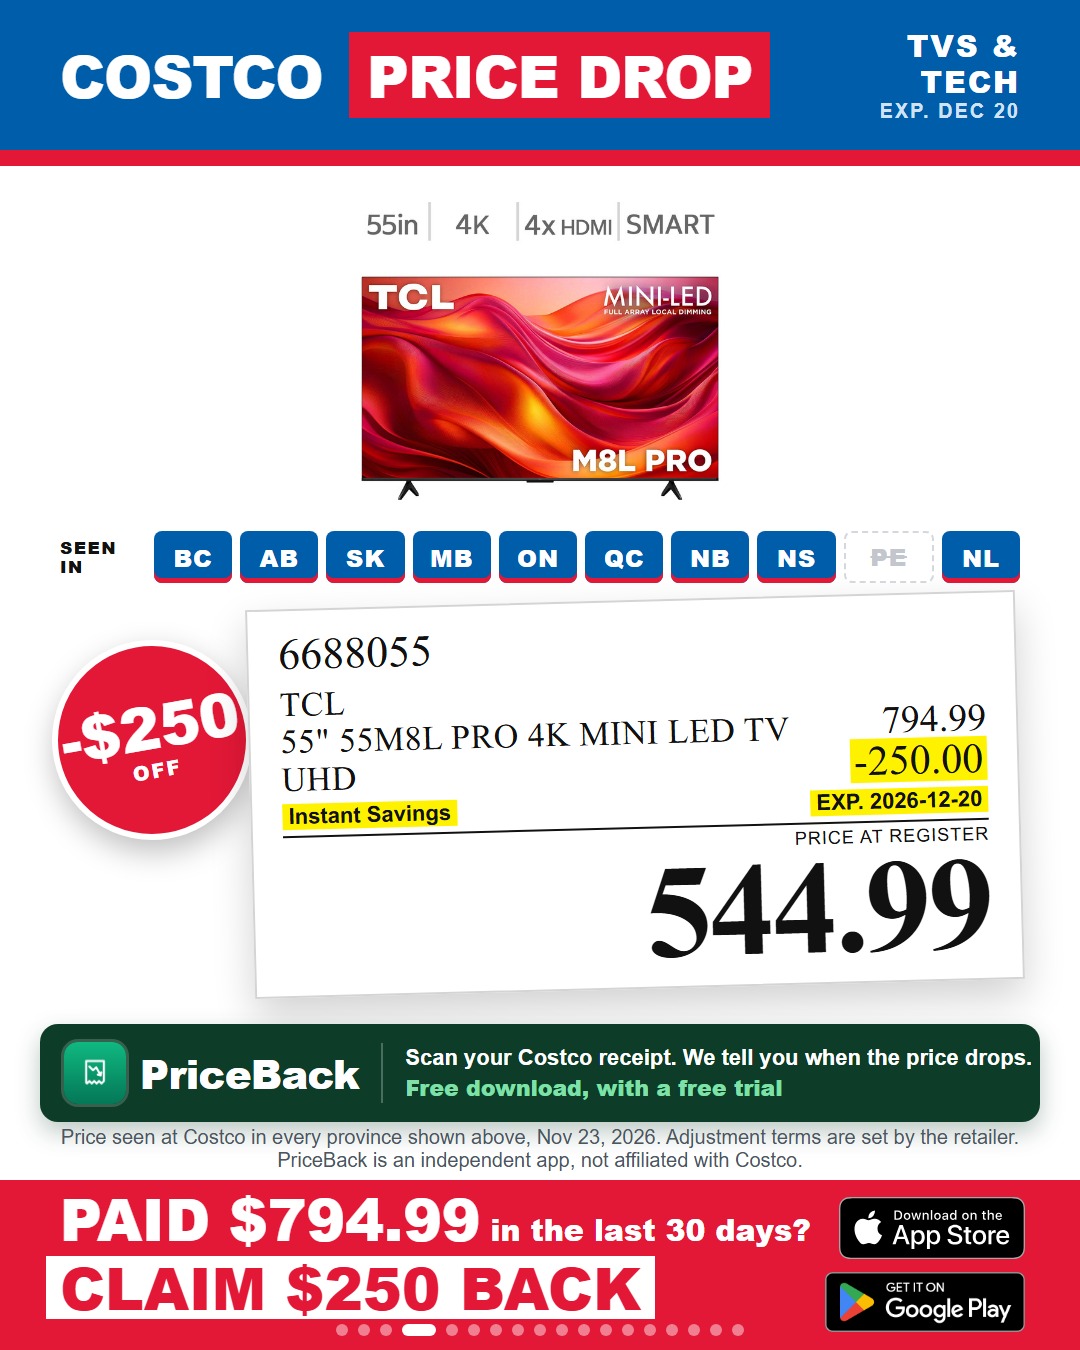 COSTCO PRICE DROP
TVS &
TECH
EXP. DEC 20
55in 4K 4x HDMI SMART
TCL
MINI-LED
FULL ARRAY LOCAL DIMMING
M8L PRO
SEEN
IN
BC AB SK MB ON QC NB NS PE NL
-$250
OFF
6688055
TCL
55" 55M8L PRO 4K MINI LED TV
UHD
794.99
-250.00
Instant Savings
EXP. 2026-12-20
PRICE AT REGISTER
544.99
PriceBack
Scan your Costco receipt. We tell you when the price drops.
Free download, with a free trial
Price seen at Costco in every province shown above, Nov 23, 2026. Adjustment terms are set by the retailer.
PriceBack is an independent app, not affiliated with Costco.
PAID $794.99 in the last 30 days?
CLAIM $250 BACK
Download on the
App Store
GET IT ON
Google Play